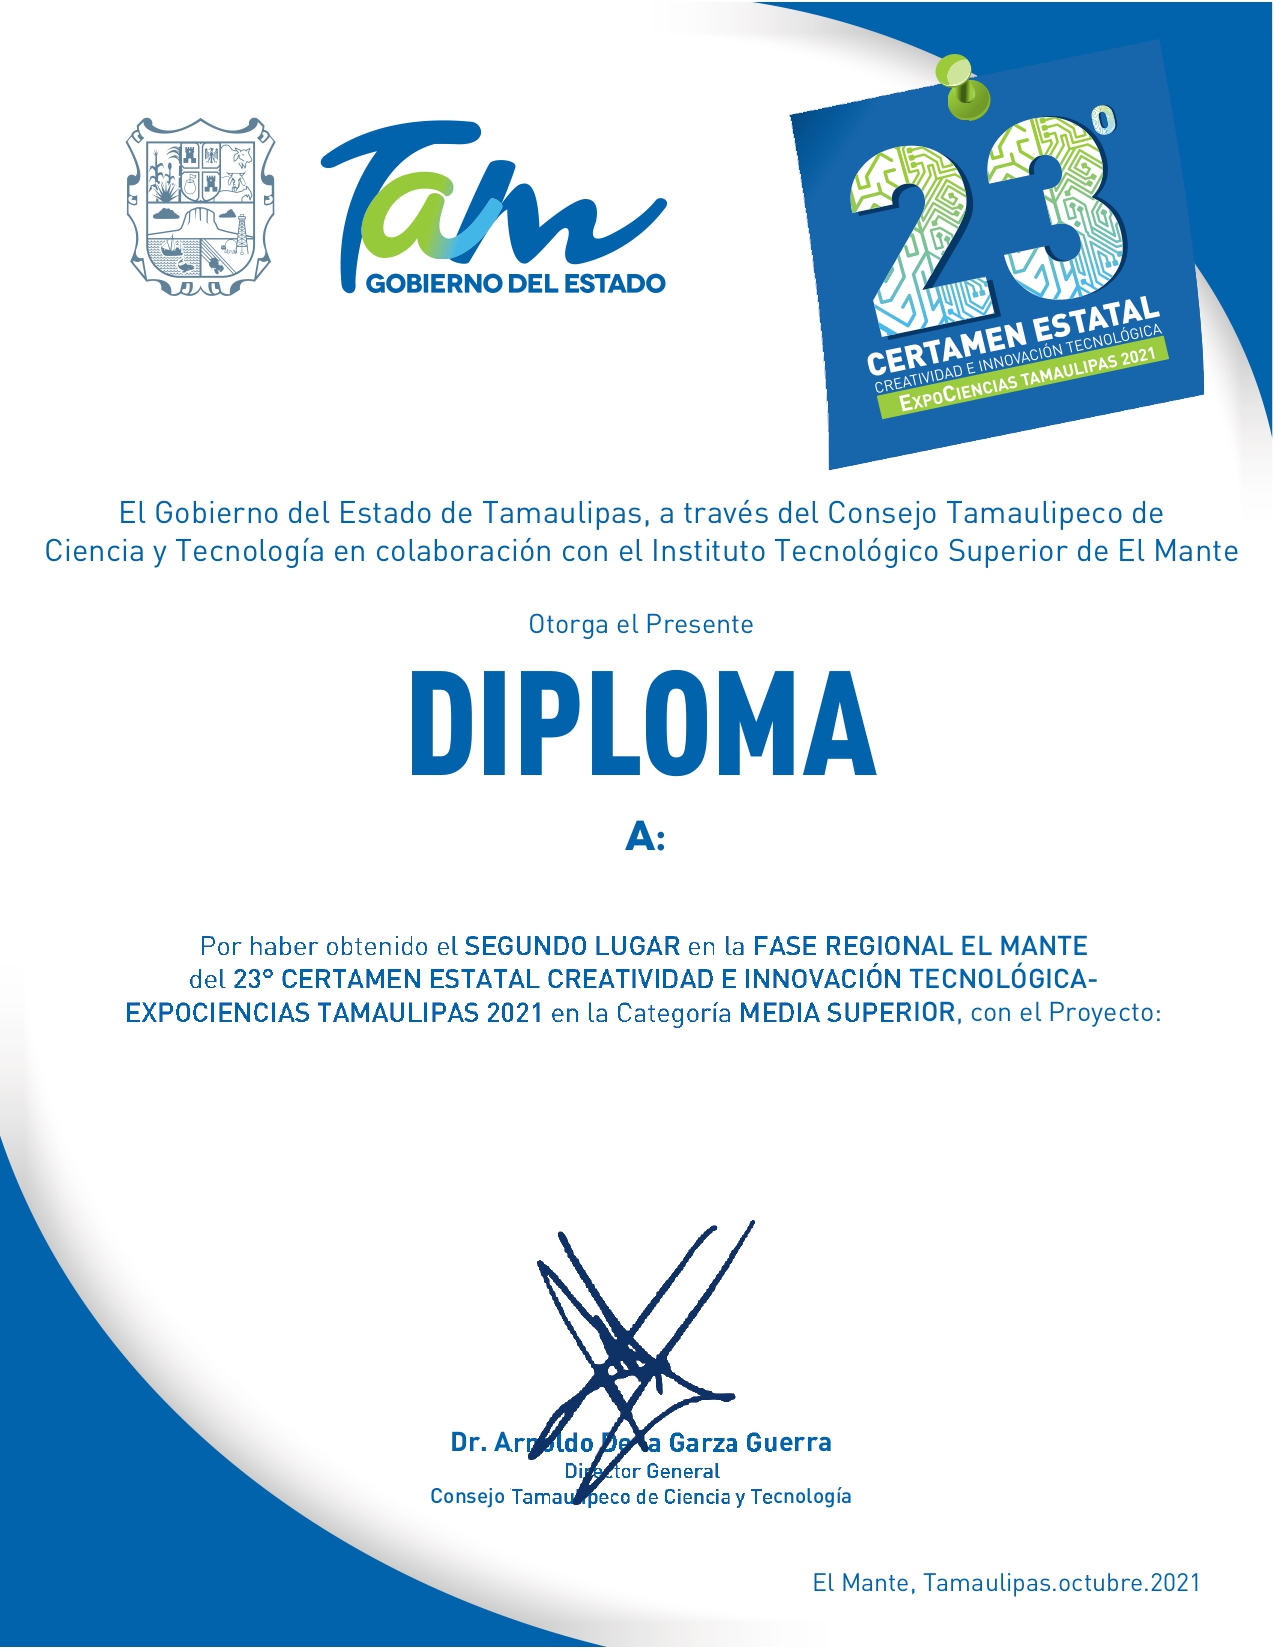 Tam
GOBIERNO DEL ESTADO
23º
CERTAMEN ESTATAL
CREATIVIDAD E INNOVACIÓN TECNOLÓGICA
EXPOCIENCIAS TAMAULIPAS 2021
El Gobierno del Estado de Tamaulipas, a través del Consejo Tamaulipeco de
Ciencia y Tecnología en colaboración con el Instituto Tecnológico Superior de El Mante
Otorga el Presente
DIPLOMA
A:
Por haber obtenido el SEGUNDO LUGAR en la FASE REGIONAL EL MANTE
del 23° CERTAMEN ESTATAL CREATIVIDAD E INNOVACIÓN TECNOLÓGICA-
EXPOCIENCIAS TAMAULIPAS 2021 en la Categoría MEDIA SUPERIOR, con el Proyecto:
Dr. Arnoldo De la Garza Guerra
Director General
Consejo Tamaulipeco de Ciencia y Tecnología
El Mante, Tamaulipas.octubre.2021